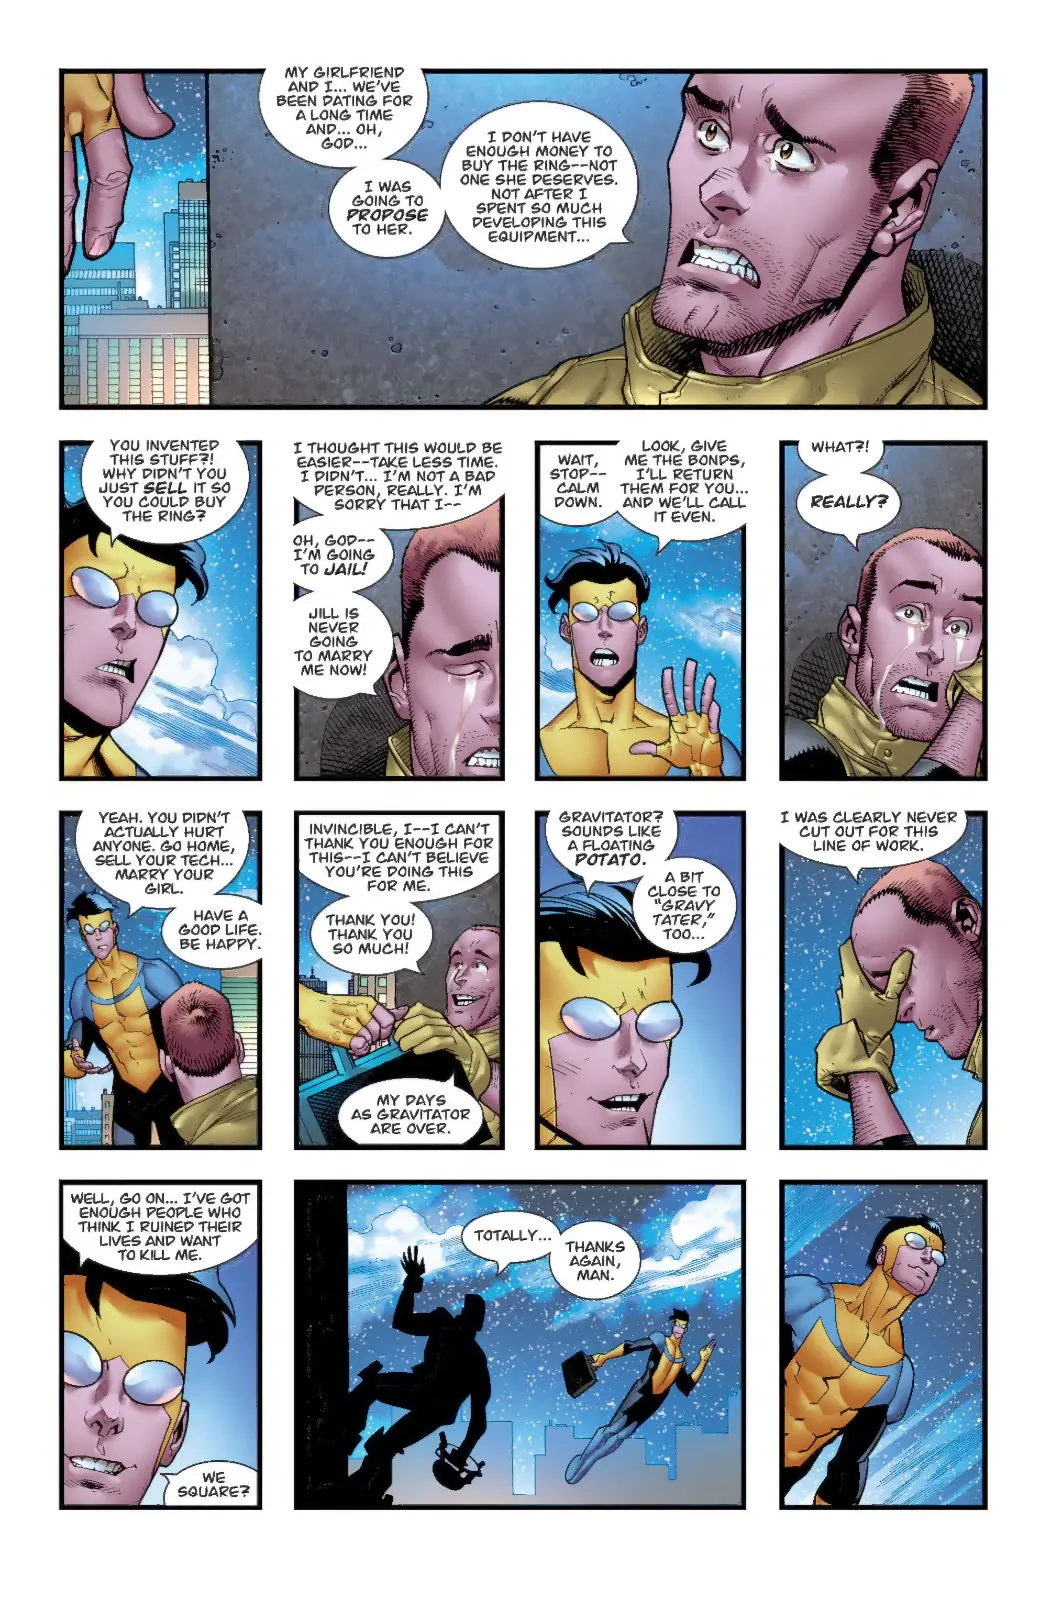 MY GIRLFRIEND
AND I... WE'VE
BEEN DATING FOR
A LONG TIME
AND... OH,
GOD...
I WAS
GOING TO
PROPOSE
TO HER.
I DON'T HAVE
ENOUGH MONEY TO
BUY THE RING--NOT
ONE SHE DESERVES.
NOT AFTER I
SPENT SO MUCH
DEVELOPING THIS
EQUIPMENT...
YOU INVENTED
THIS STUFF?!
WHY DIDN'T YOU
JUST SELL IT SO
YOU COULD BUY
THE RING?
I THOUGHT THIS WOULD BE
EASIER--TAKE LESS TIME.
I DIDN'T... I'M NOT A BAD
PERSON, REALLY. I'M
SORRY THAT I--
OH, GOD--
I'M GOING
TO JAIL!
JILL IS
NEVER
GOING
TO MARRY
ME NOW!
WAIT,
STOP--
CALM
DOWN.
LOOK, GIVE
ME THE BONDS,
I'LL RETURN
THEM FOR YOU...
AND WE'LL CALL
IT EVEN.
WHAT?!
REALLY?
YEAH. YOU DIDN'T
ACTUALLY HURT
ANYONE. GO HOME,
SELL YOUR TECH...
MARRY YOUR
GIRL.
HAVE A
GOOD LIFE.
BE HAPPY.
INVINCIBLE, I--I CAN'T
THANK YOU ENOUGH FOR
THIS--I CAN'T BELIEVE
YOU'RE DOING THIS
FOR ME.
THANK YOU!
THANK YOU
SO MUCH!
MY DAYS
AS GRAVITATOR
ARE OVER.
GRAVITATOR?
SOUNDS LIKE
A FLOATING
POTATO.
A BIT
CLOSE TO
"GRAVY
TATER,"
TOO...
I WAS CLEARLY NEVER
CUT OUT FOR THIS
LINE OF WORK.
WELL, GO ON... I'VE GOT
ENOUGH PEOPLE WHO
THINK I RUINED THEIR
LIVES AND WANT
TO KILL ME.
WE
SQUARE?
TOTALLY...
THANKS
AGAIN,
MAN.